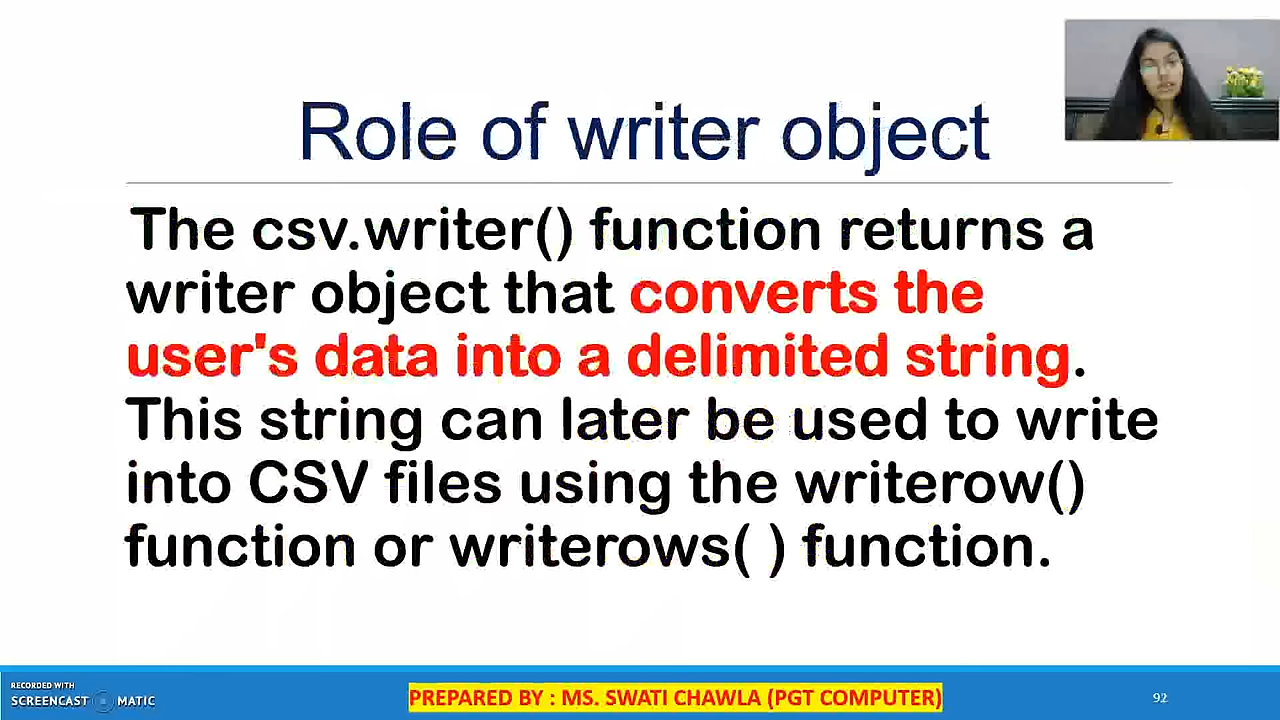 Role of writer object
The csv.writer() function returns a
writer object that converts the
user's data into a delimited string.
This string can later be used to write
into CSV files using the writerow()
function or writerows( ) function.
RECORDED WITH
SCREENCAST MATIC
PREPARED BY : MS. SWATI CHAWLA (PGT COMPUTER)
92